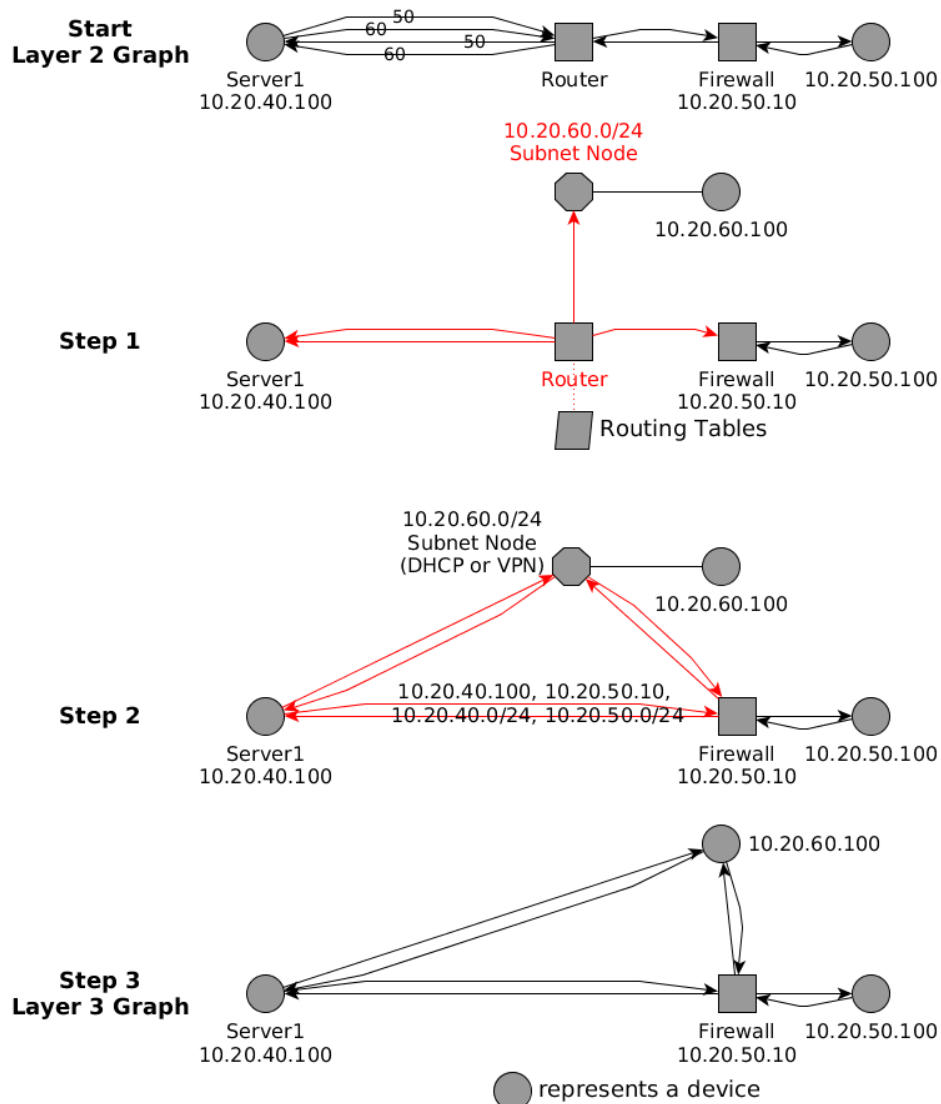 Start
Layer 2 Graph
50
60
50
60
Server1
10.20.40.100
Router
Firewall
10.20.50.10
10.20.50.100
10.20.60.0/24
Subnet Node
10.20.60.100
Step 1
Server1
10.20.40.100
Router
Firewall
10.20.50.10
10.20.50.100
Routing Tables
10.20.60.0/24
Subnet Node
(DHCP or VPN)
10.20.60.100
Step 2
10.20.40.100, 10.20.50.10,
10.20.40.0/24, 10.20.50.0/24
Server1
10.20.40.100
Firewall
10.20.50.10
10.20.50.100
10.20.60.100
Step 3
Layer 3 Graph
Server1
10.20.40.100
Firewall
10.20.50.10
10.20.50.100
represents a device